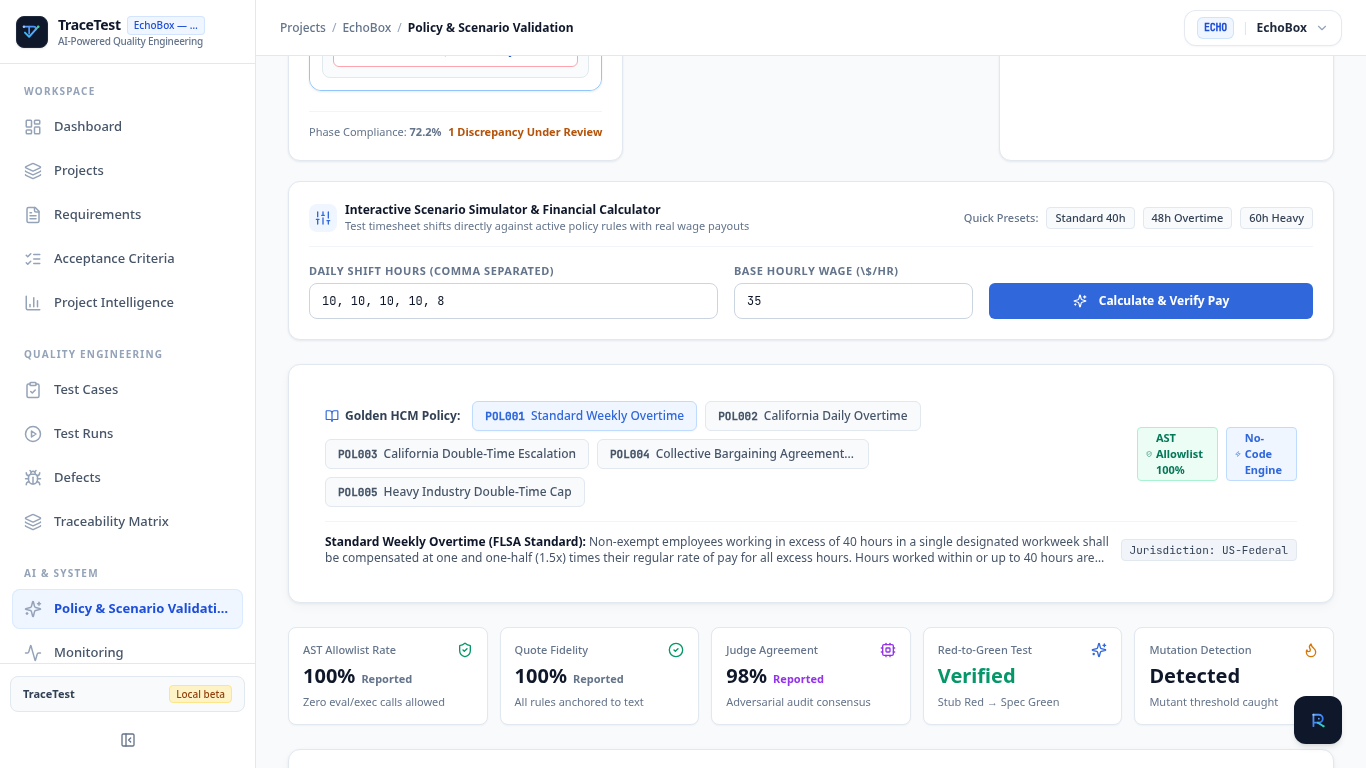 TraceTest
EchoBox — ...
AI-Powered Quality Engineering
WORKSPACE
Dashboard
Projects
Requirements
Acceptance Criteria
Project Intelligence
QUALITY ENGINEERING
Test Cases
Test Runs
Defects
Traceability Matrix
AI & SYSTEM
Policy & Scenario Validati...
Monitoring
TraceTest
Local beta
Projects / EchoBox / Policy & Scenario Validation
ECHO
EchoBox
Phase Compliance: 72.2%
1 Discrepancy Under Review
Interactive Scenario Simulator & Financial Calculator
Test timesheet shifts directly against active policy rules with real wage payouts
Quick Presets:
Standard 40h
48h Overtime
60h Heavy
DAILY SHIFT HOURS (COMMA SEPARATED)
10, 10, 10, 10, 8
BASE HOURLY WAGE (\$/HR)
35
Calculate & Verify Pay
Golden HCM Policy:
POL001 Standard Weekly Overtime
POL002 California Daily Overtime
POL003 California Double-Time Escalation
POL004 Collective Bargaining Agreement...
POL005 Heavy Industry Double-Time Cap
AST
Allowlist
100%
No-
Code
Engine
Standard Weekly Overtime (FLSA Standard): Non-exempt employees working in excess of 40 hours in a single designated workweek shall
be compensated at one and one-half (1.5x) times their regular rate of pay for all excess hours. Hours worked within or up to 40 hours are...
Jurisdiction: US-Federal
AST Allowlist Rate
100% Reported
Zero eval/exec calls allowed
Quote Fidelity
100% Reported
All rules anchored to text
Judge Agreement
98% Reported
Adversarial audit consensus
Red-to-Green Test
Verified
Stub Red → Spec Green
Mutation Detection
Detected
Mutant threshold caught